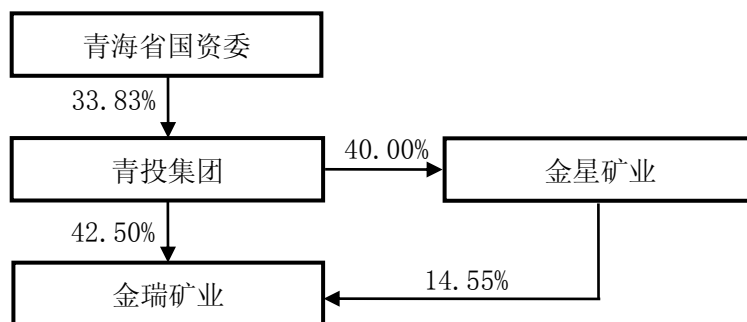 青海省国资委
33.83%
青投集团
40.00%
金星矿业
42.50%
金瑞矿业
14.55%